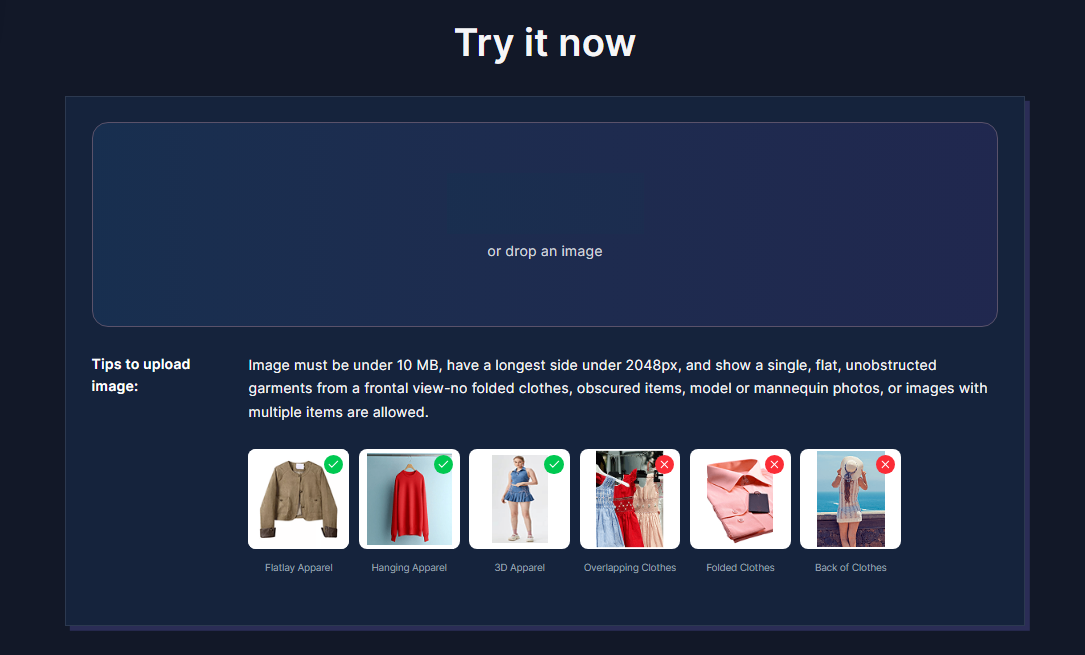 Try it now
or drop an image
Tips to upload
image:
Image must be under 10 MB, have a longest side under 2048px, and show a single, flat, unobstructed
garments from a frontal view-no folded clothes, obscured items, model or mannequin photos, or images with
multiple items are allowed.
Flatlay Apparel
Hanging Apparel
3D Apparel
Overlapping Clothes
Folded Clothes
Back of Clothes